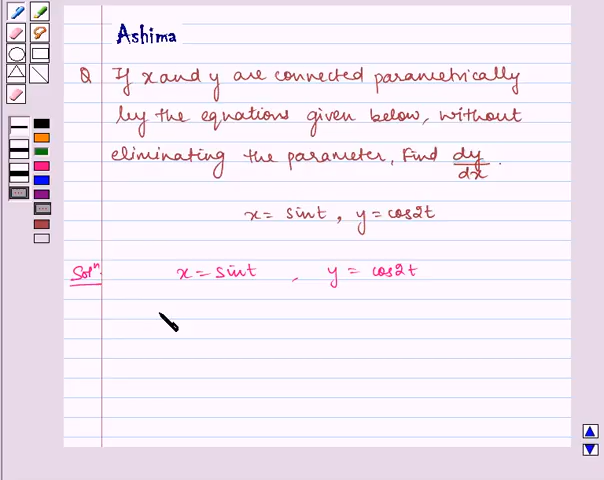 Ashima
Q If x and y are connected parametrically
by the equations given below, without
eliminating the parameter, Find dy/dx.
x = sint, y = cos2t
Solⁿ. x = sint , y = cos2t